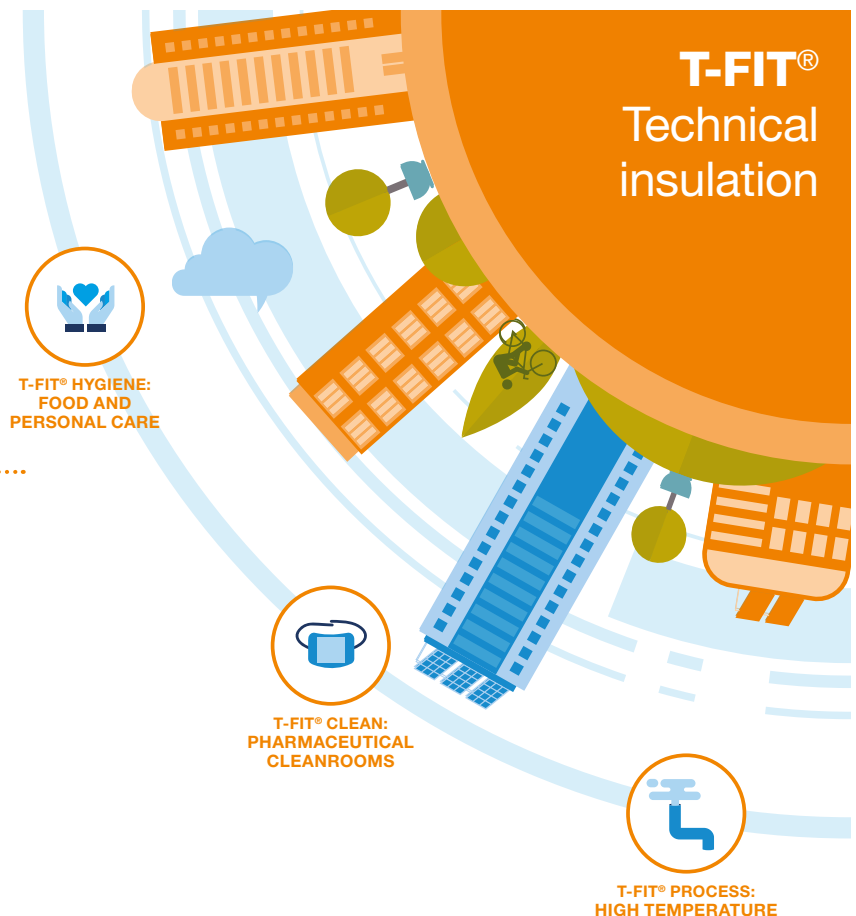 T-FIT®
Technical
insulation
T-FIT® HYGIENE:
FOOD AND
PERSONAL CARE
T-FIT® CLEAN:
PHARMACEUTICAL
CLEANROOMS
T-FIT® PROCESS:
HIGH TEMPERATURE